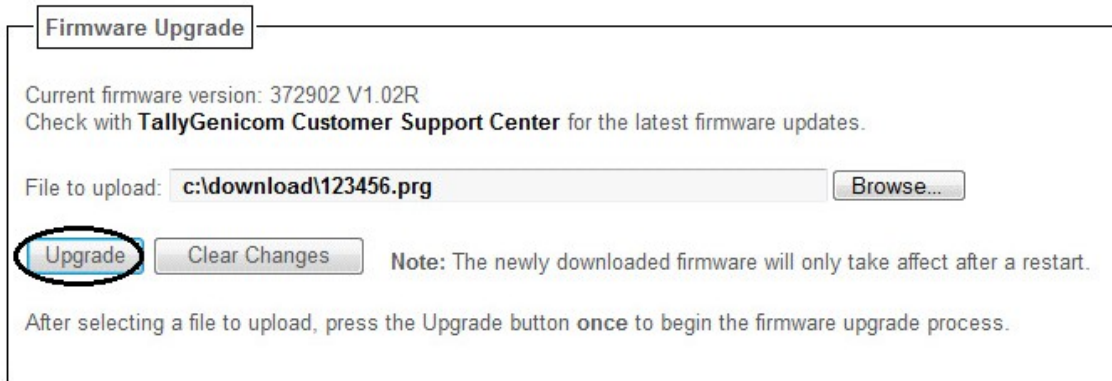 Firmware Upgrade
Current firmware version: 372902 V1.02R
Check with TallyGenicom Customer Support Center for the latest firmware updates.
File to upload: c:\download\123456.prg Browse...
Upgrade Clear Changes Note: The newly downloaded firmware will only take affect after a restart.
After selecting a file to upload, press the Upgrade button once to begin the firmware upgrade process.